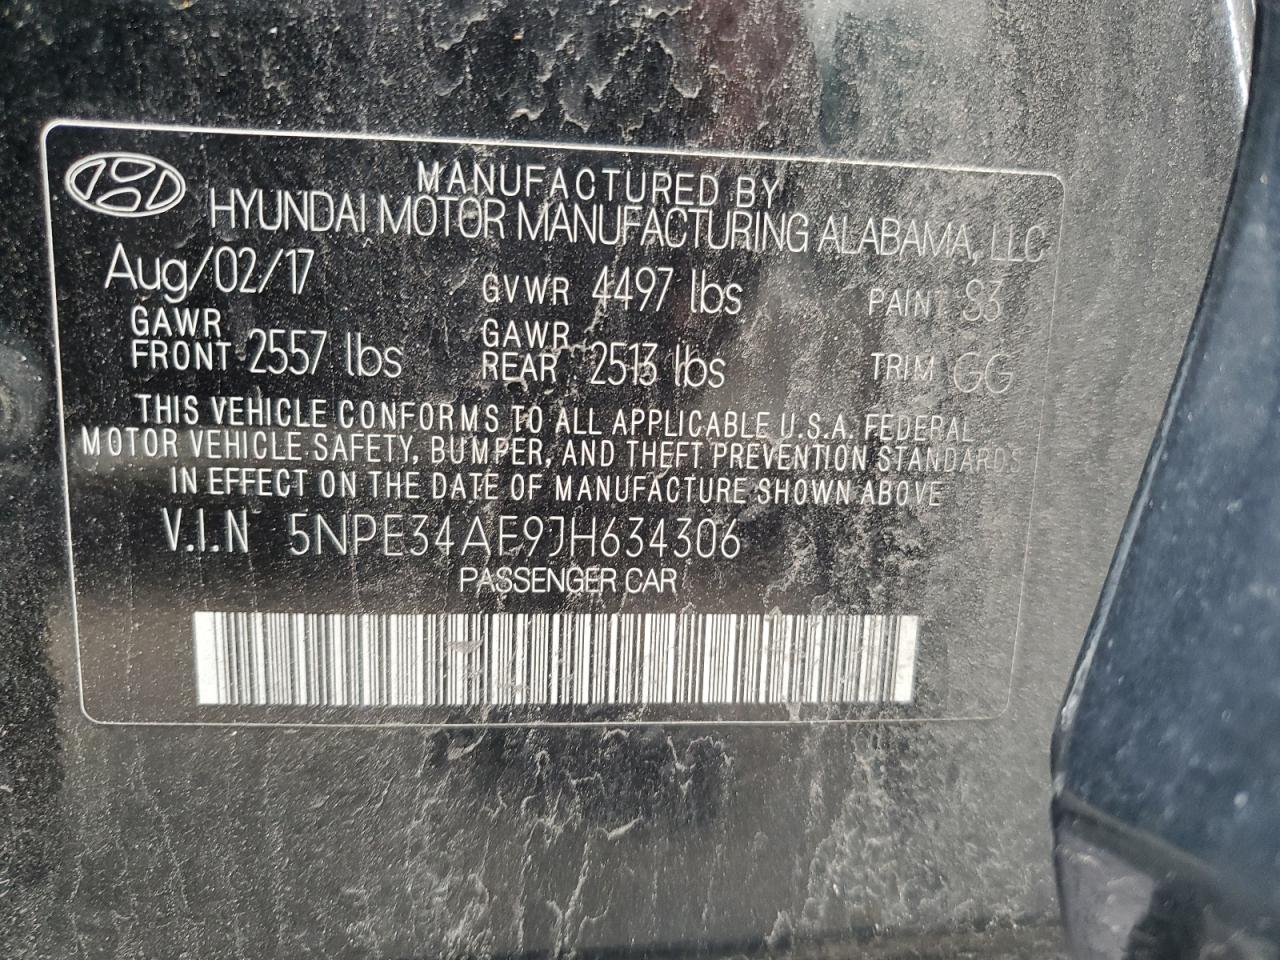 MANUFACTURED BY
HYUNDAI MOTOR MANUFACTURING ALABAMA, LLC
Aug/02/17 GVWR 4497 lbs PAINT S3
GAWR FRONT 2557 lbs GAWR REAR : 2513 lbs TRIM GG
THIS VEHICLE CONFORMS TO ALL APPLICABLE U.S.A. FEDERAL
MOTOR VEHICLE SAFETY, BUMPER, AND THEFT PREVENTION STANDARDS
IN EFFECT ON THE DATE OF MANUFACTURE SHOWN ABOVE
V.I.N 5NPE34AF9JH634306
PASSENGER CAR